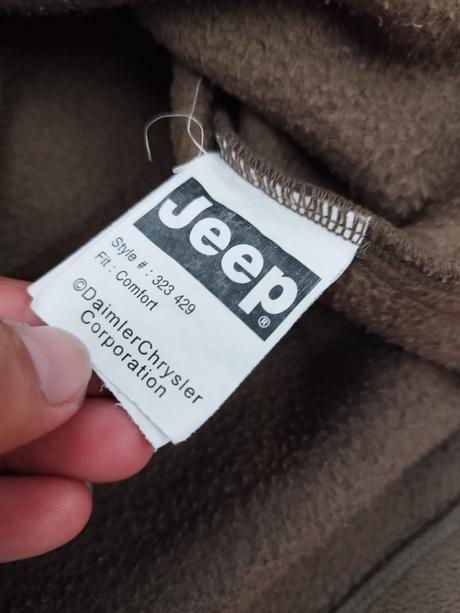 Jeep®
Style # : 323 429
Fit : Comfort
©DaimlerChrysler
Corporation